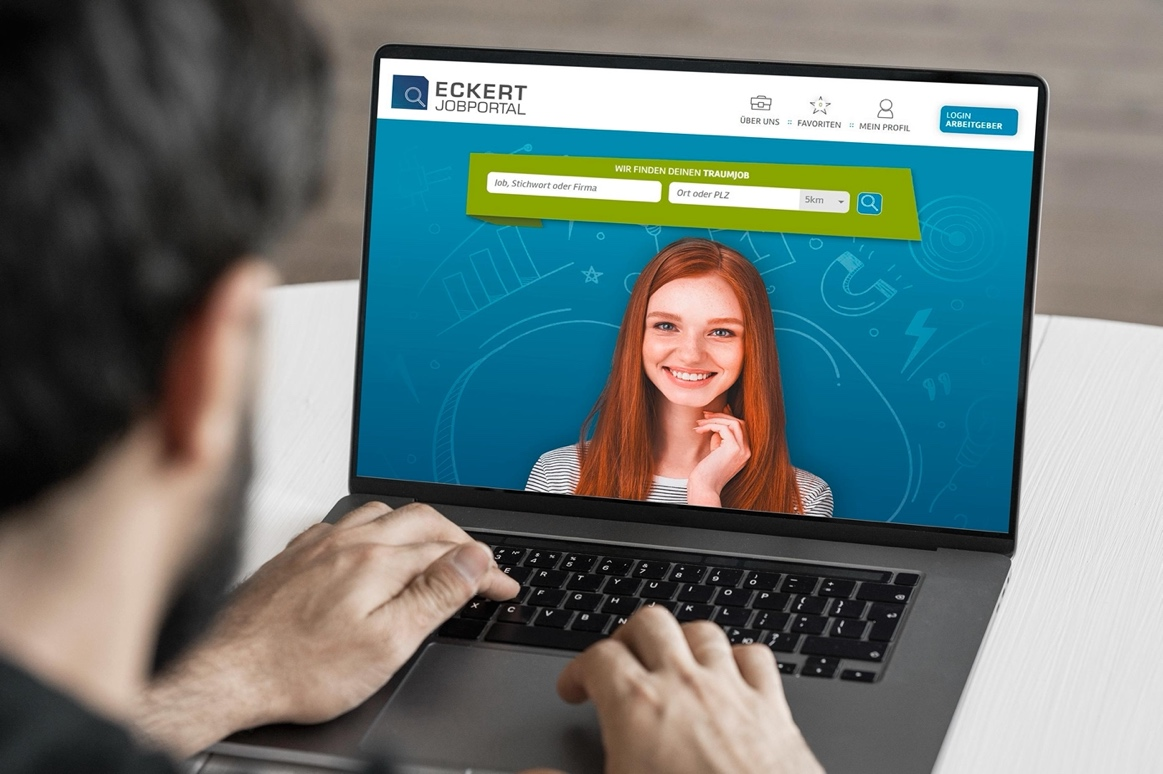 ECKERT
JOBPORTAL
ÜBER UNS
FAVORITEN
MEIN PROFIL
LOGIN
ARBEITGEBER
WIR FINDEN DEINEN TRAUMJOB
Job, Stichwort oder Firma
Ort oder PLZ
5km